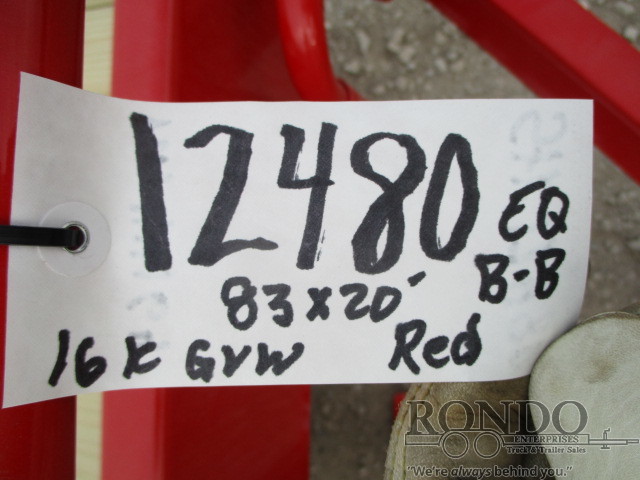 12480 EQ
B-B
83x20'
16K GVW Red
RONDO
ENTERPRISES
Truck & Trailer Sales
"We're always behind you."